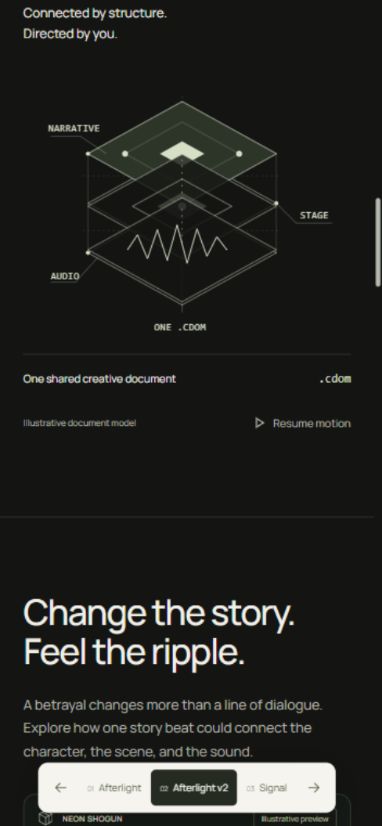 Connected by structure.
Directed by you.
NARRATIVE
STAGE
AUDIO
ONE .CDOM
One shared creative document .cdom
Illustrative document model Resume motion
Change the story.
Feel the ripple.
A betrayal changes more than a line of dialogue.
Explore how one story beat could connect the
character, the scene, and the sound.
← 01 Afterlight 02 Afterlight v2 03 Signal →
NEON SHOGUN Illustrative preview